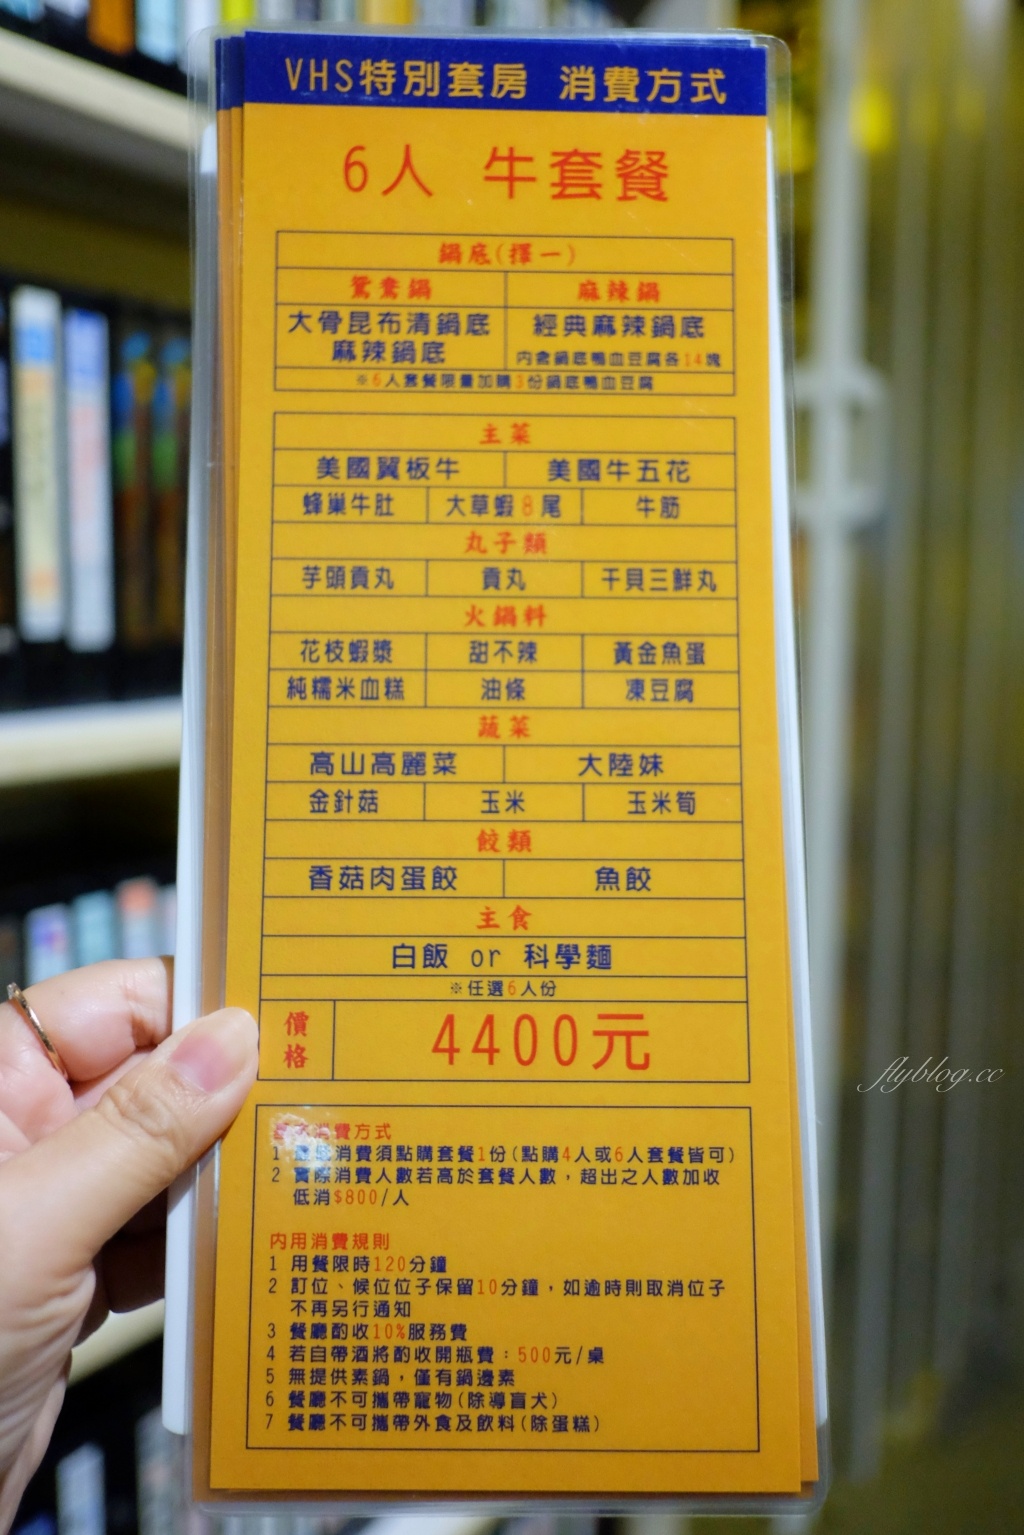 VHS特別套房 消費方式
6人 牛套餐
鍋底(擇一)
鴛鴦鍋 麻辣鍋
大骨昆布清鍋底 經典麻辣鍋底
麻辣鍋底 內含鍋底鴨血豆腐各14塊
※6人套餐限量加購3份鍋底鴨血豆腐
主菜
美國翼板牛 美國牛五花
蜂巢牛肚 大草蝦8尾 牛筋
丸子類
芋頭貢丸 貢丸 干貝三鮮丸
火鍋料
花枝蝦漿 甜不辣 黃金魚蛋
純糯米血糕 油條 凍豆腐
蔬菜
高山高麗菜 大陸妹
金針菇 玉米 玉米筍
餃類
香菇肉蛋餃 魚餃
主食
白飯 or 科學麵
※任選6人份
價格 4400元
消費方式
1 消費須點購套餐1份(點購4人或6人套餐皆可)
2 實際消費人數若高於套餐人數，超出之人數加收
低消$800/人
內用消費規則
1 用餐限時120分鐘
2 訂位、候位位子保留10分鐘，如逾時則取消位子
不再另行通知
3 餐廳酌收10%服務費
4 若自帶酒將酌收開瓶費：500元/桌
5 無提供素鍋，僅有鍋邊素
6 餐廳不可攜帶寵物(除導盲犬)
7 餐廳不可攜帶外食及飲料(除蛋糕)
flyblog.cc